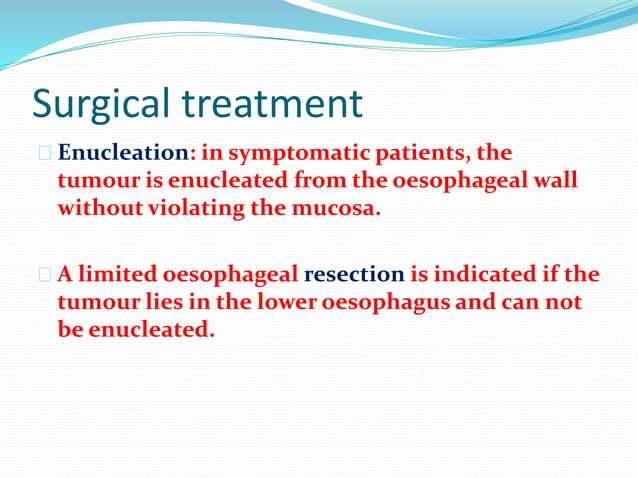 Surgical treatment
Enucleation: in symptomatic patients, the
tumour is enucleated from the oesophageal wall
without violating the mucosa.
A limited oesophageal resection is indicated if the
tumour lies in the lower oesophagus and can not
be enucleated.